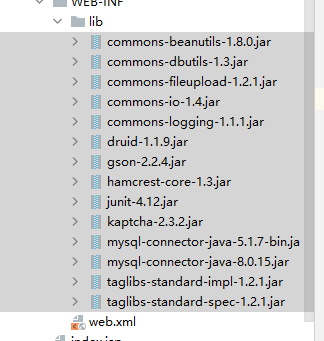 WEB-INF
lib
commons-beanutils-1.8.0.jar
commons-dbutils-1.3.jar
commons-fileupload-1.2.1.jar
commons-io-1.4.jar
commons-logging-1.1.1.jar
druid-1.1.9.jar
gson-2.2.4.jar
hamcrest-core-1.3.jar
junit-4.12.jar
kaptcha-2.3.2.jar
mysql-connector-java-5.1.7-bin.ja
mysql-connector-java-8.0.15.jar
taglibs-standard-impl-1.2.1.jar
taglibs-standard-spec-1.2.1.jar
web.xml
index.jsp